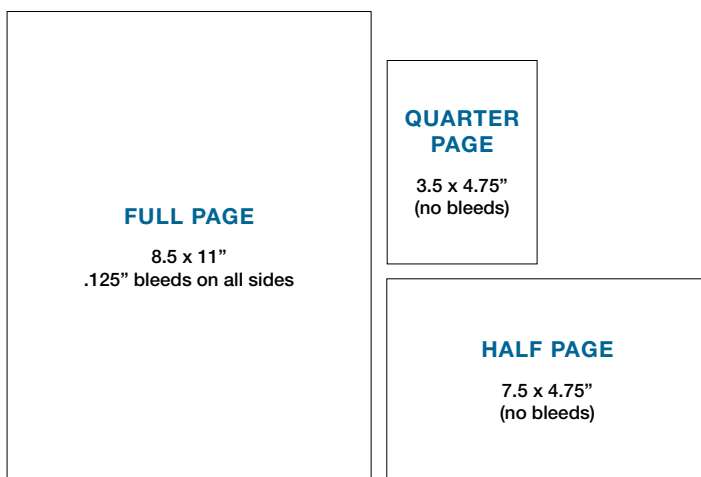 FULL PAGE
8.5 x 11”
.125” bleeds on all sides
QUARTER
PAGE
3.5 x 4.75”
(no bleeds)
HALF PAGE
7.5 x 4.75”
(no bleeds)